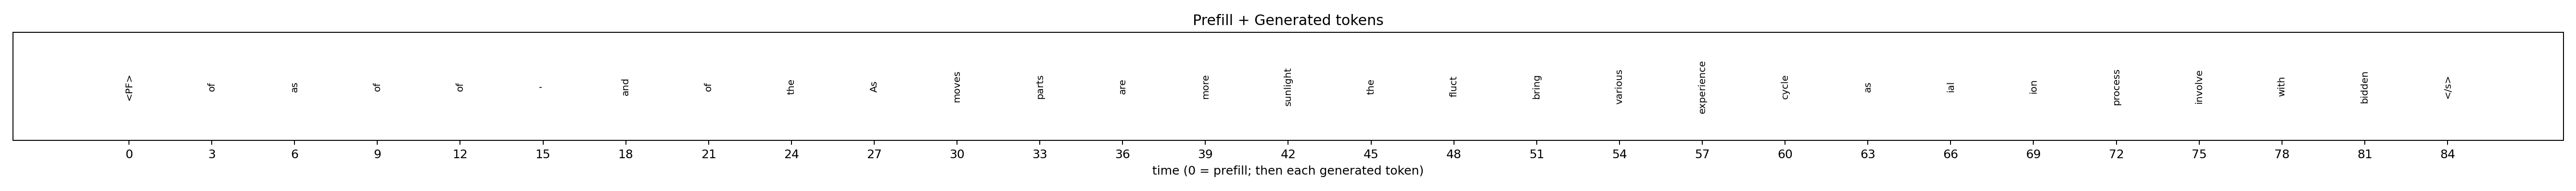 Prefill + Generated tokens
<PF> of as of of - and of the As moves parts are more sunlight the fluct bring various experience cycle as ial ion process involve with bidden </s>
0 3 6 9 12 15 18 21 24 27 30 33 36 39 42 45 48 51 54 57 60 63 66 69 72 75 78 81 84
time (0 = prefill; then each generated token)